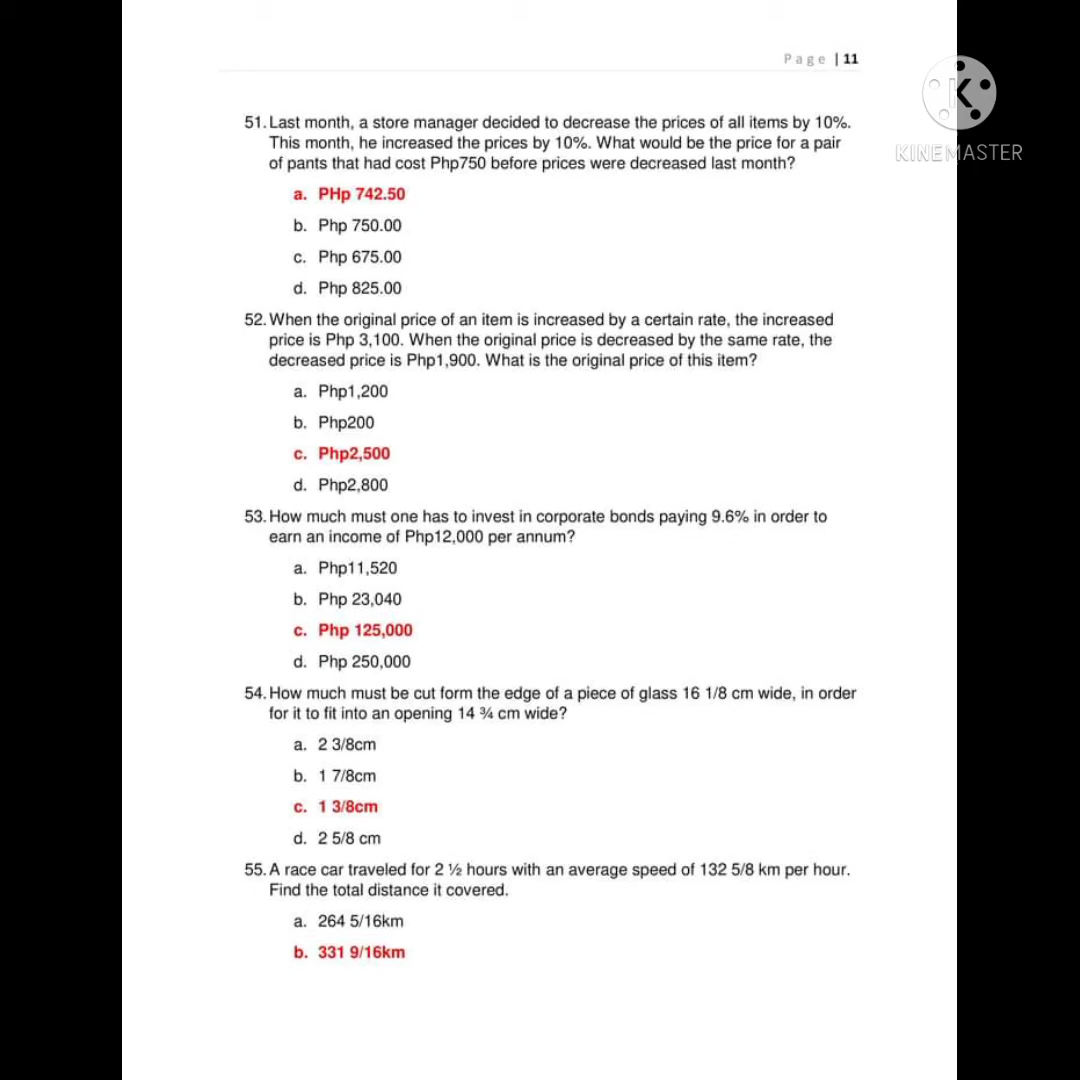 Page | 11
KINEMASTER
51. Last month, a store manager decided to decrease the prices of all items by 10%.
This month, he increased the prices by 10%. What would be the price for a pair
of pants that had cost Php750 before prices were decreased last month?
a. PHp 742.50
b. Php 750.00
c. Php 675.00
d. Php 825.00
52. When the original price of an item is increased by a certain rate, the increased
price is Php 3,100. When the original price is decreased by the same rate, the
decreased price is Php1,900. What is the original price of this item?
a. Php1,200
b. Php200
c. Php2,500
d. Php2,800
53. How much must one has to invest in corporate bonds paying 9.6% in order to
earn an income of Php12,000 per annum?
a. Php11,520
b. Php 23,040
c. Php 125,000
d. Php 250,000
54. How much must be cut form the edge of a piece of glass 16 1/8 cm wide, in order
for it to fit into an opening 14 ¾ cm wide?
a. 2 3/8cm
b. 1 7/8cm
c. 1 3/8cm
d. 2 5/8 cm
55. A race car traveled for 2 ½ hours with an average speed of 132 5/8 km per hour.
Find the total distance it covered.
a. 264 5/16km
b. 331 9/16km